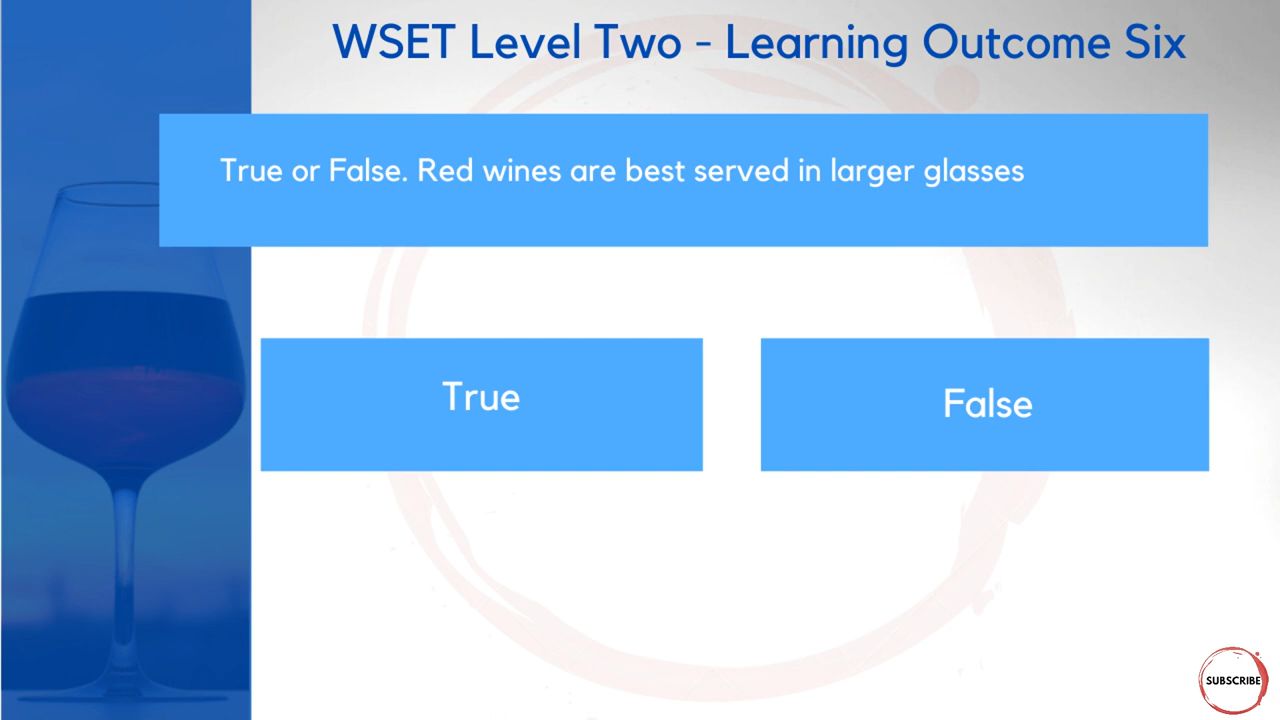 WSET Level Two - Learning Outcome Six
True or False. Red wines are best served in larger glasses
True
False
SUBSCRIBE